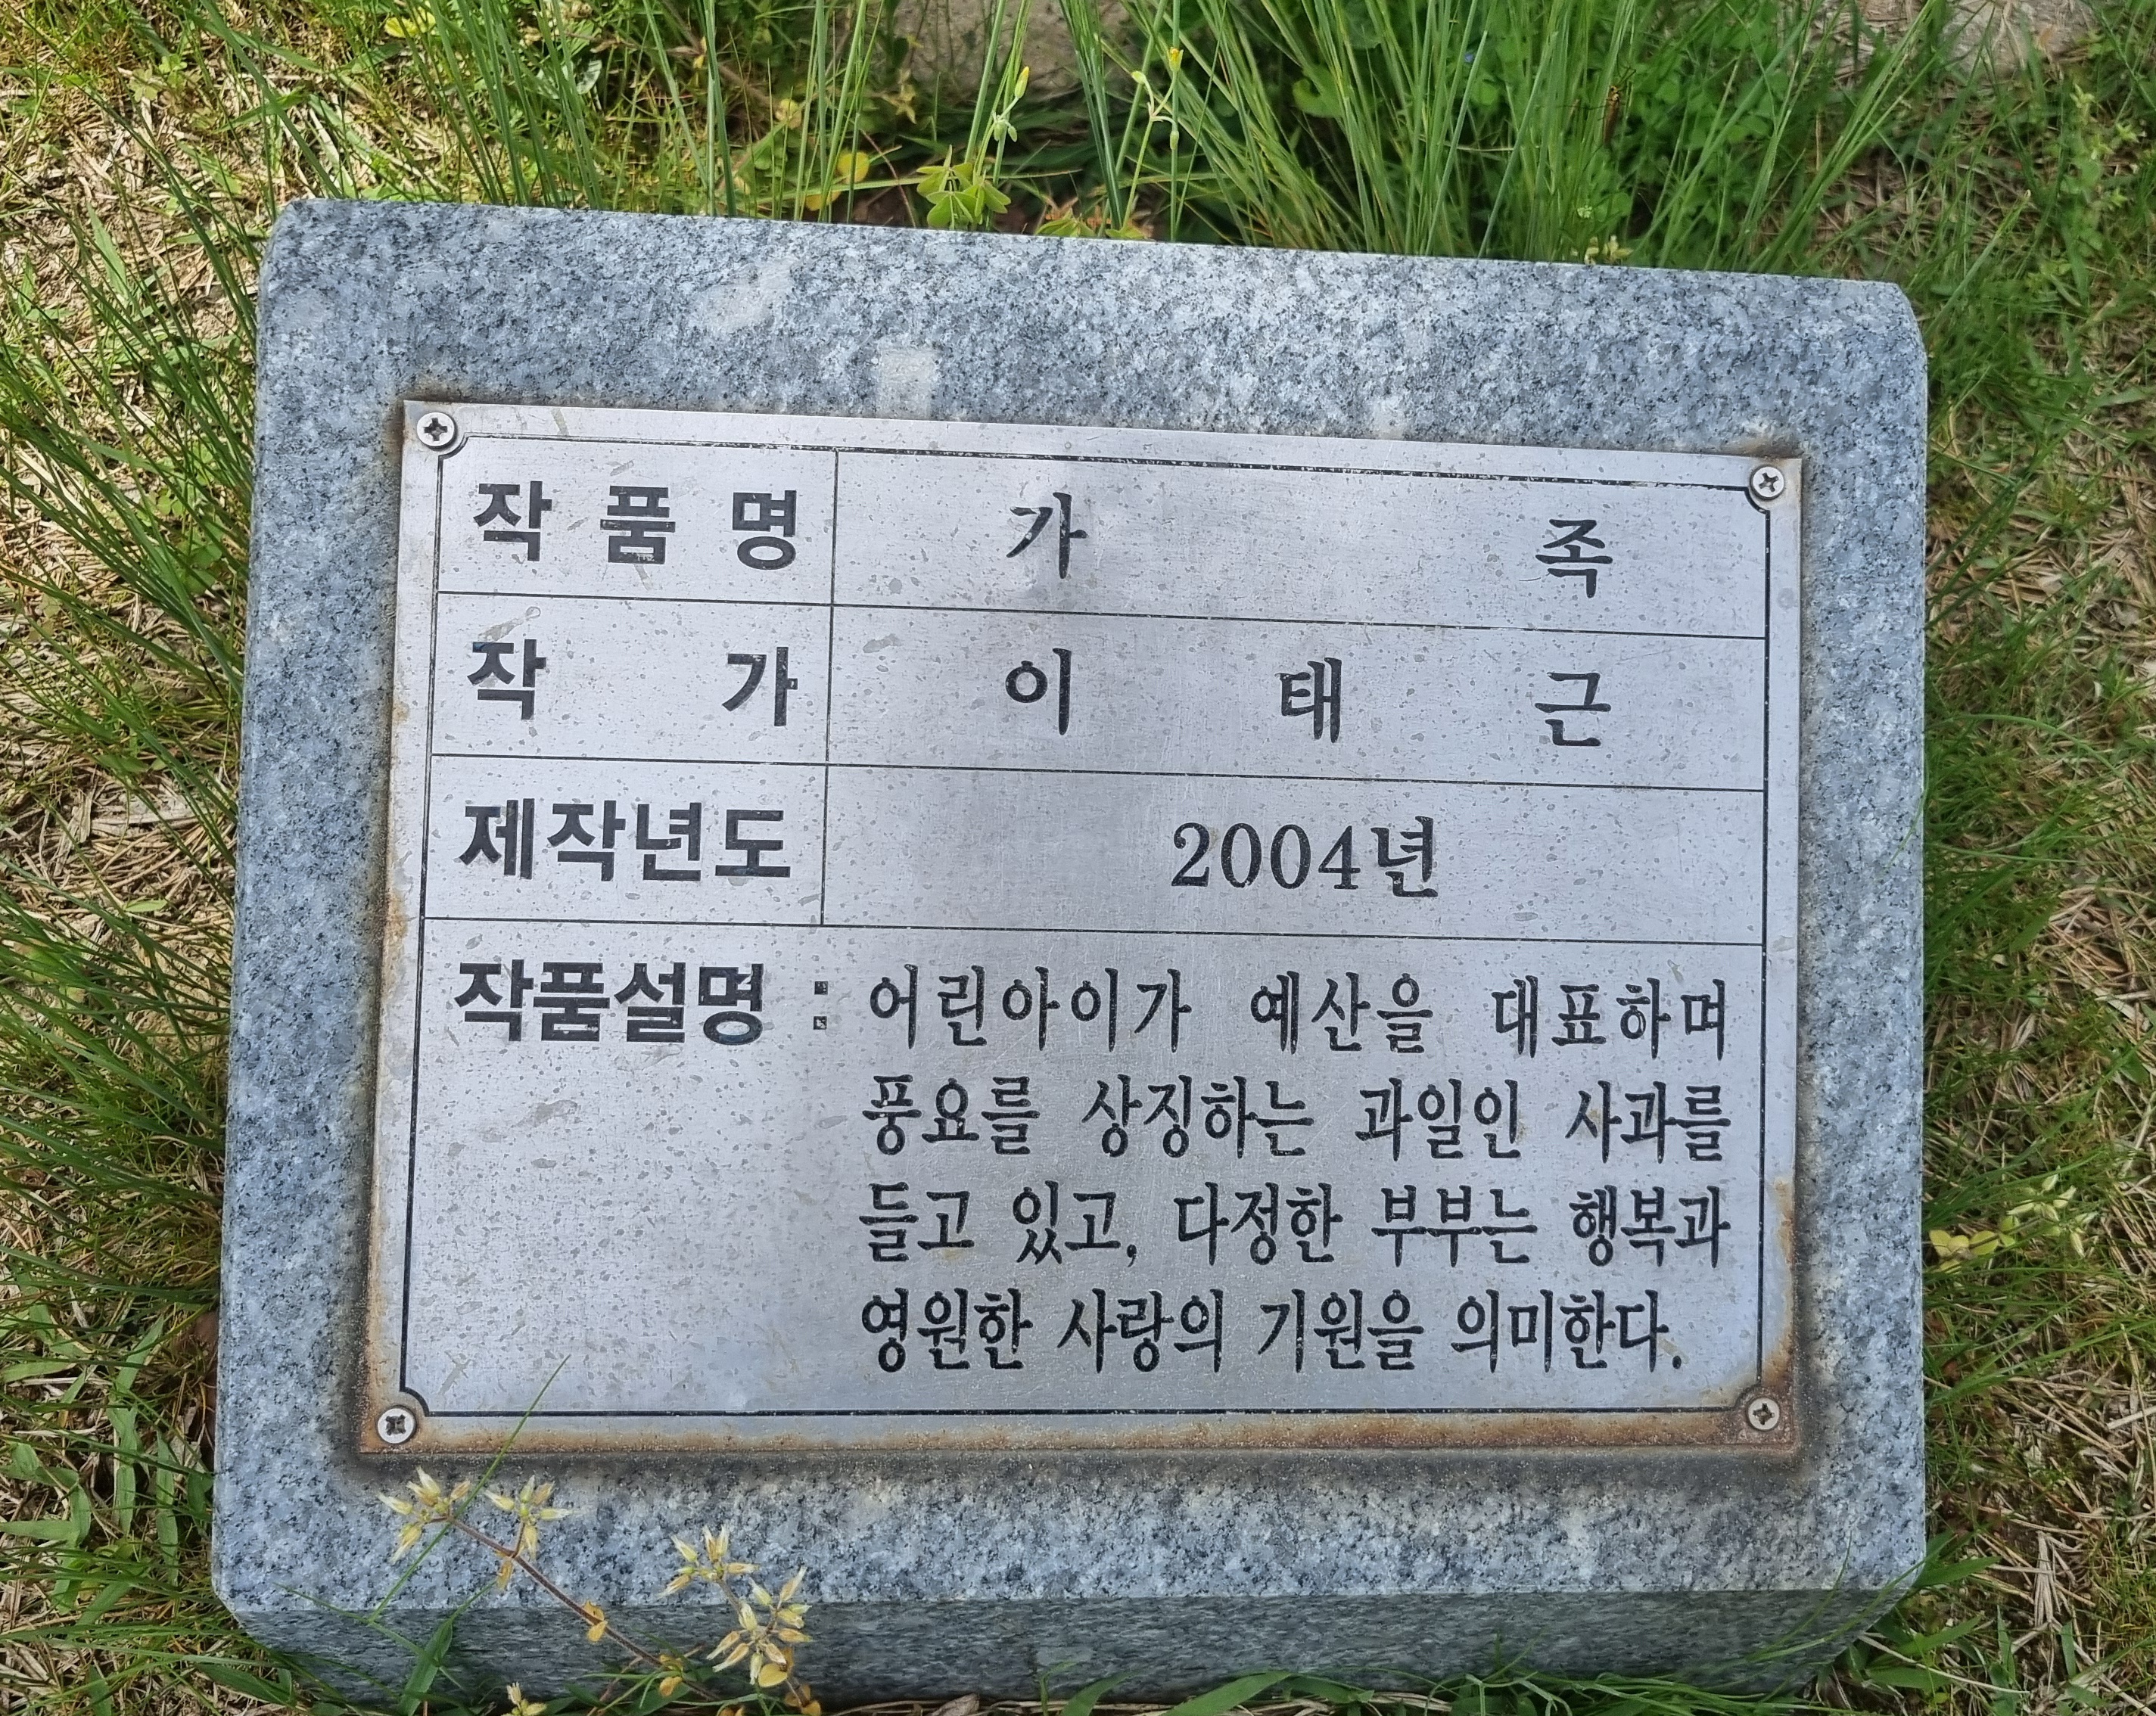 작품명 가족
작가 이태근
제작년도 2004년
작품설명 : 어린아이가 예산을 대표하며
풍요를 상징하는 과일인 사과를
들고 있고, 다정한 부부는 행복과
영원한 사랑의 기원을 의미한다.